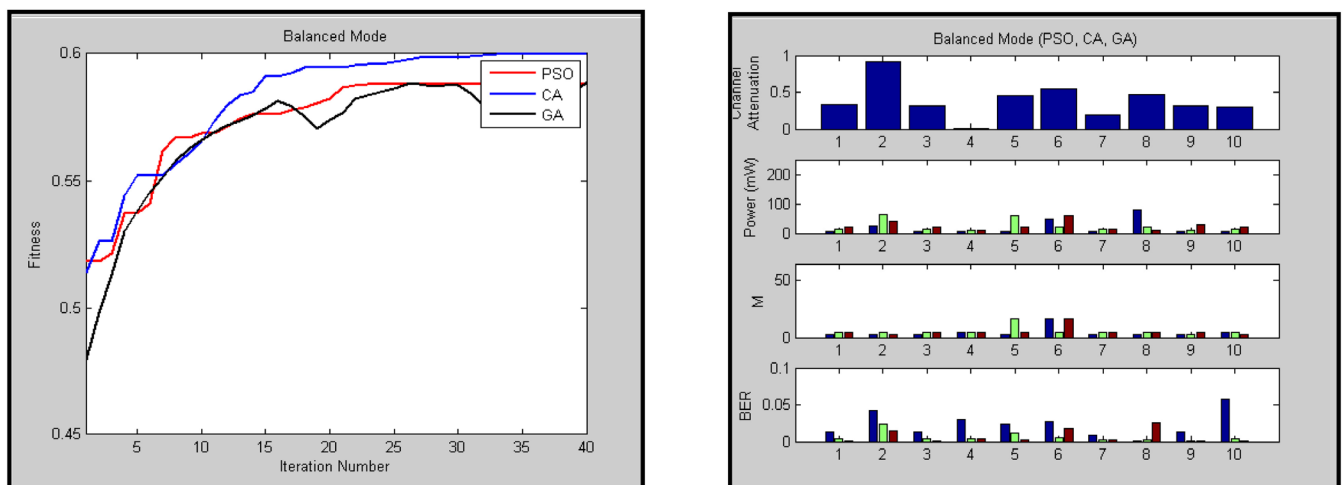 Balanced Mode
0.6
0.55
0.5
0.45
Fitness
PSO
CA
GA
5 10 15 20 25 30 35 40
Iteration Number
Balanced Mode (PSO, CA, GA)
Channel
Attenuation
1
0.5
0
1 2 3 4 5 6 7 8 9 10
Power (mW)
200
100
0
1 2 3 4 5 6 7 8 9 10
M
50
0
1 2 3 4 5 6 7 8 9 10
BER
0.1
0.05
0
1 2 3 4 5 6 7 8 9 10